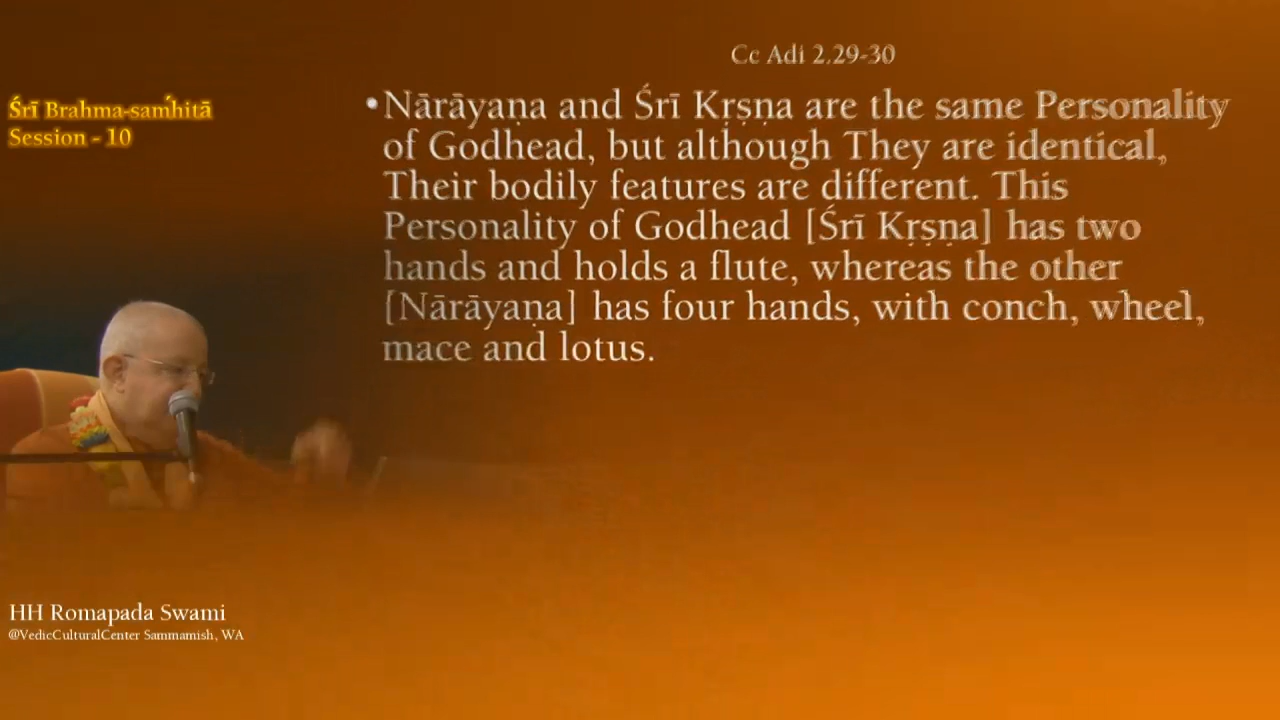 Cc Adi 2.29-30
Śrī Brahma-saṁhitā
Session - 10
•Nārāyaṇa and Śrī Kṛṣṇa are the same Personality
of Godhead, but although They are identical,
Their bodily features are different. This
Personality of Godhead [Śrī Kṛṣṇa] has two
hands and holds a flute, whereas the other
[Nārāyaṇa] has four hands, with conch, wheel,
mace and lotus.
HH Romapada Swami
@VedicCulturalCenter Sammamish, WA